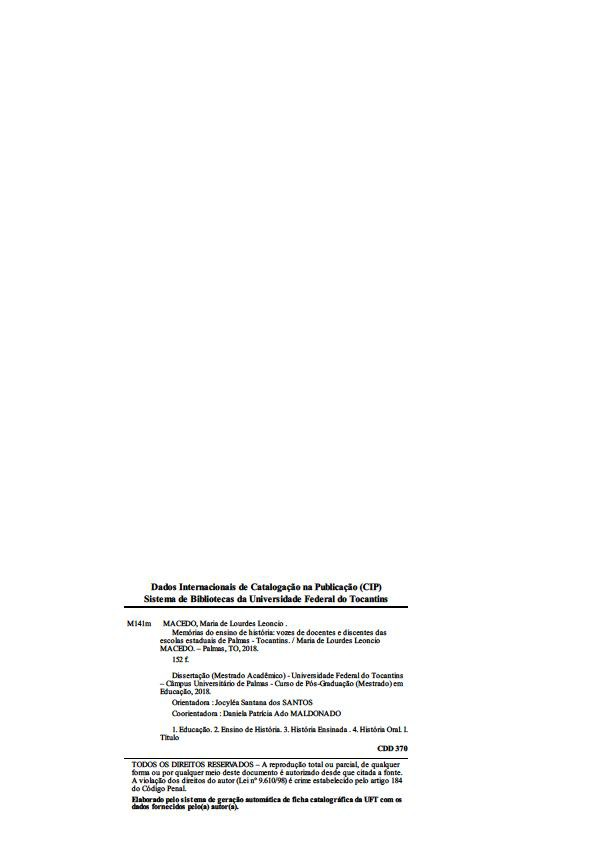 Dados Internacionais de Catalogação na Publicação (CIP)
Sistema de Bibliotecas da Universidade Federal do Tocantins
M141m MACEDO, Maria de Lourdes Leoncio .
Memórias do ensino de história: vozes de docentes e discentes das
escolas estaduais de Palmas - Tocantins. / Maria de Lourdes Leoncio
MACEDO. – Palmas, TO, 2018.
152 f.
Dissertação (Mestrado Acadêmico) - Universidade Federal do Tocantins
– Câmpus Universitário de Palmas - Curso de Pós-Graduação (Mestrado) em
Educação, 2018.
Orientadora : Jocyléa Santana dos SANTOS
Coorientadora : Daniela Patrícia Ado MALDONADO
1. Educação. 2. Ensino de História. 3. História Ensinada . 4. História Oral. I.
Título
CDD 370
TODOS OS DIREITOS RESERVADOS – A reprodução total ou parcial, de qualquer
forma ou por qualquer meio deste documento é autorizado desde que citada a fonte.
A violação dos direitos do autor (Lei nº 9.610/98) é crime estabelecido pelo artigo 184
do Código Penal.
Elaborado pelo sistema de geração automática de ficha catalográfica da UFT com os
dados fornecidos pelo(a) autor(a).